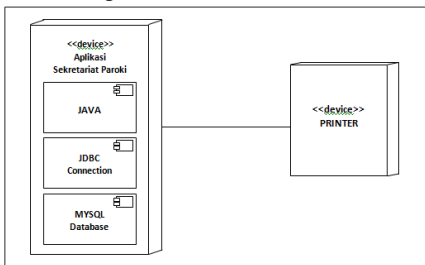 <<device>>
Aplikasi
Sekretariat Paroki
JAVA
JDBC
Connection
MYSQL
Database
<<device>>
PRINTER